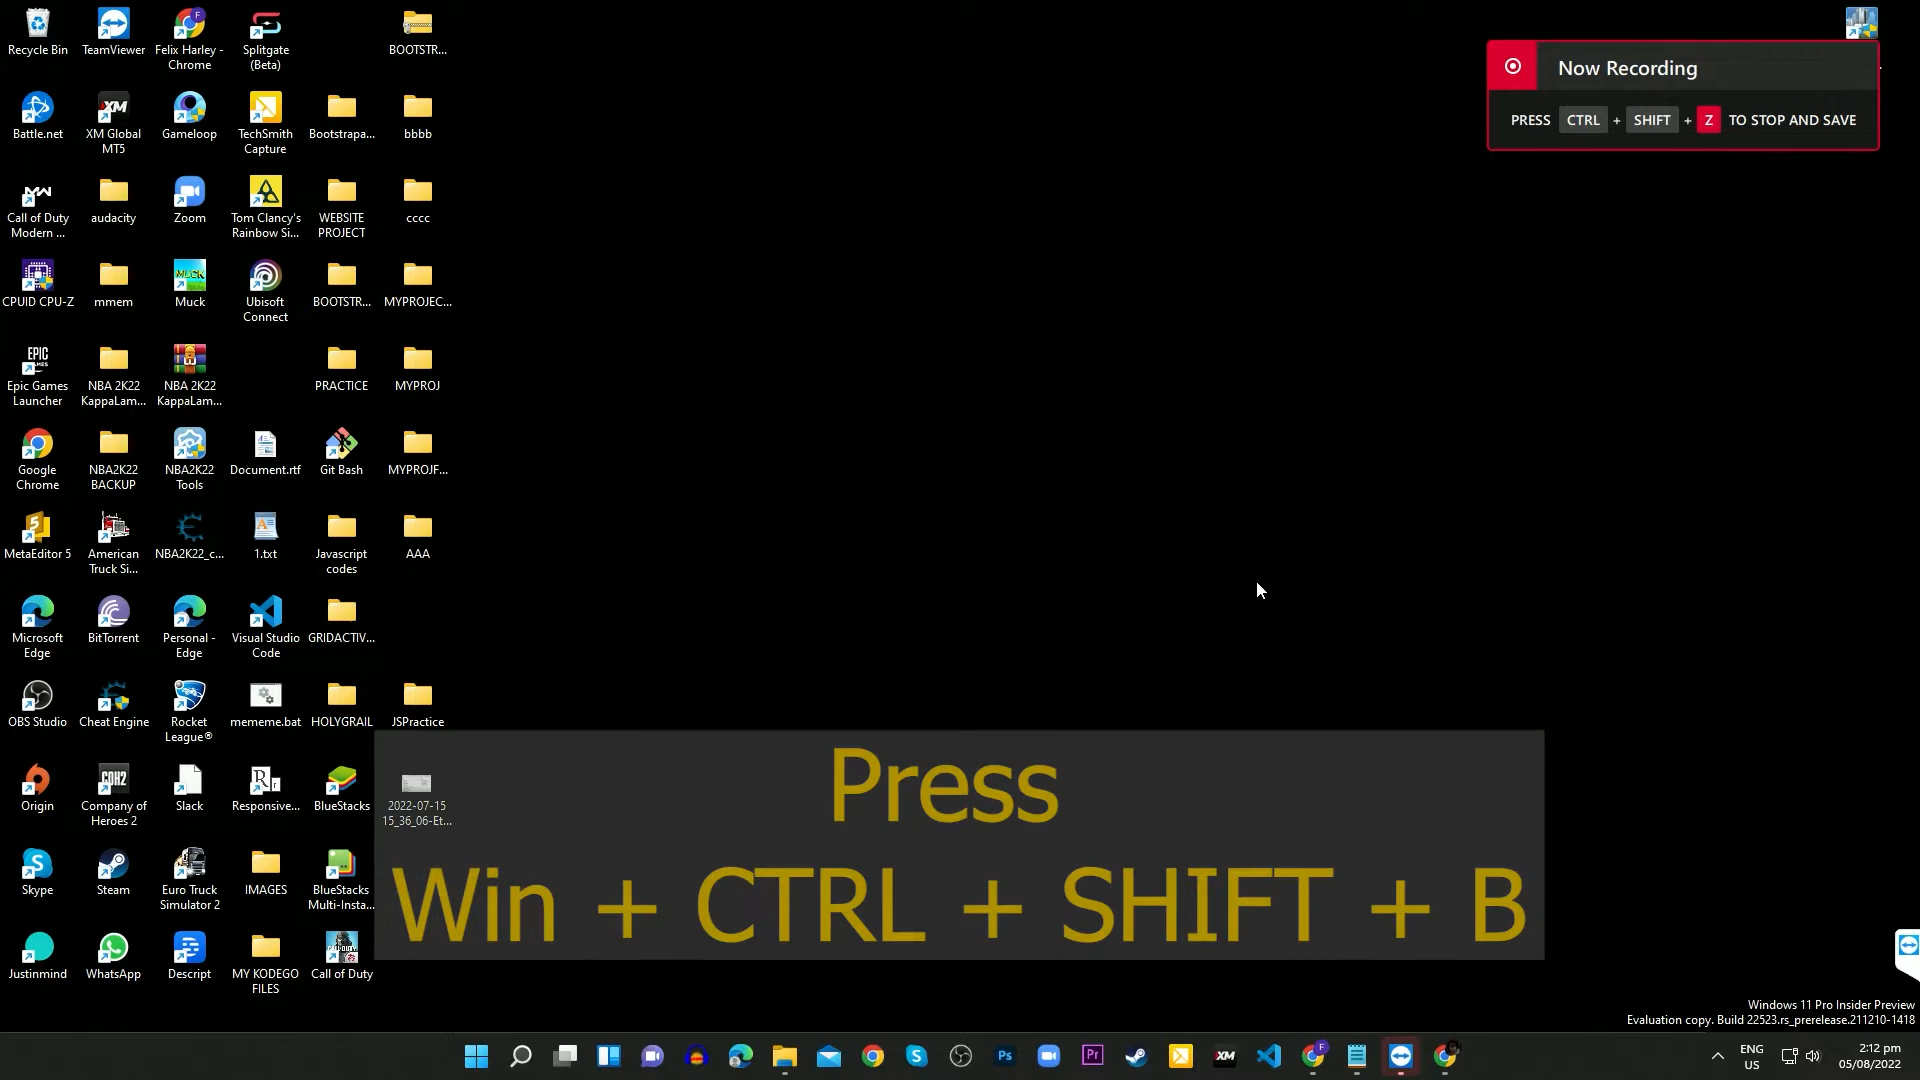 Recycle Bin
TeamViewer
Felix Harley -
Chrome
Splitgate
(Beta)
BOOTSTR...
Battle.net
XM Global
MT5
Gameloop
TechSmith
Capture
Bootstrapa...
bbbb
Call of Duty
Modern ...
audacity
Zoom
Tom Clancy's
Rainbow Si...
WEBSITE
PROJECT
cccc
CPUID CPU-Z
mmem
Muck
Ubisoft
Connect
BOOTSTR...
MYPROJEC...
Epic Games
Launcher
NBA 2K22
KappaLam...
NBA 2K22
KappaLam...
PRACTICE
MYPROJ
Google
Chrome
NBA2K22
BACKUP
NBA2K22
Tools
Document.rtf
Git Bash
MYPROJF...
MetaEditor 5
American
Truck Si...
NBA2K22_c...
1.txt
Javascript
codes
AAA
Microsoft
Edge
BitTorrent
Personal -
Edge
Visual Studio
Code
GRIDACTIV...
OBS Studio
Cheat Engine
Rocket
League®
mememe.bat
HOLYGRAIL
JSPractice
Origin
Company of
Heroes 2
Slack
Responsive...
BlueStacks
2022-07-15
15_36_06-Et...
Skype
Steam
Euro Truck
Simulator 2
IMAGES
BlueStacks
Multi-Insta...
Justinmind
WhatsApp
Descript
MY KODEGO
FILES
Call of Duty
Now Recording
PRESS CTRL + SHIFT + Z TO STOP AND SAVE
Press
Win + CTRL + SHIFT + B
Windows 11 Pro Insider Preview
Evaluation copy. Build 22523.rs_prerelease.211210-1418
ENG
US
2:12 pm
05/08/2022